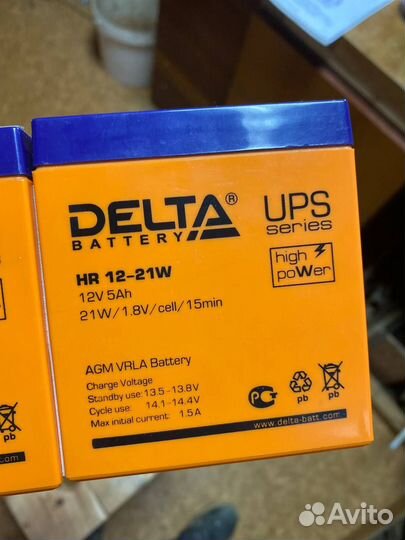 DELTA®
BATTERY
UPS
series
high
poWer
HR 12-21W
12V 5Ah
21W/1.8V/cell/15min
AGM VRLA Battery
Charge Voltage
Standby use: 13.5 -13.8V
Cycle use: 14.1 -14.4V
Max initial current: 1.5A
pb
pb
www.delta-batt.com
pb
.com
Avito